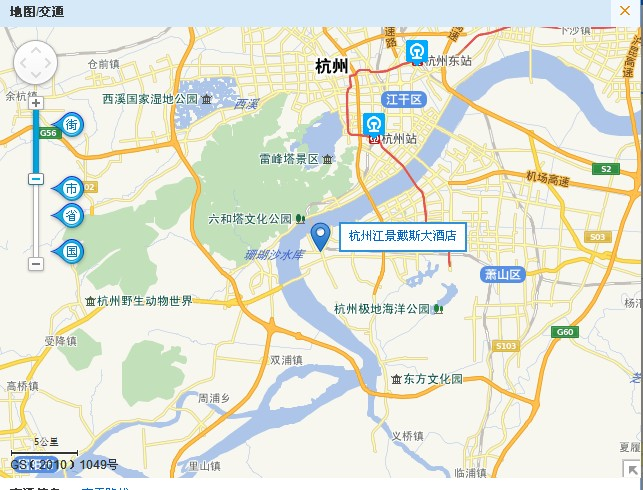 地图/交通
仓前镇
余杭镇
杭州
杭州东站
下沙镇
沪昆高速
西溪国家湿地公园
西溪
江干区
G56
杭州站
雷峰塔景区
街
S2
机场高速
市
02
省
六和塔文化公园
杭州江景戴斯大酒店
S03
国
珊瑚沙水库
萧山区
杭州野生动物世界
杭州极地海洋公园
G60
受降镇
S103
双浦镇
高桥镇
东方文化园
周浦乡
义桥镇
夏履
5公里
GS(2010)1049号
里山镇
临浦镇